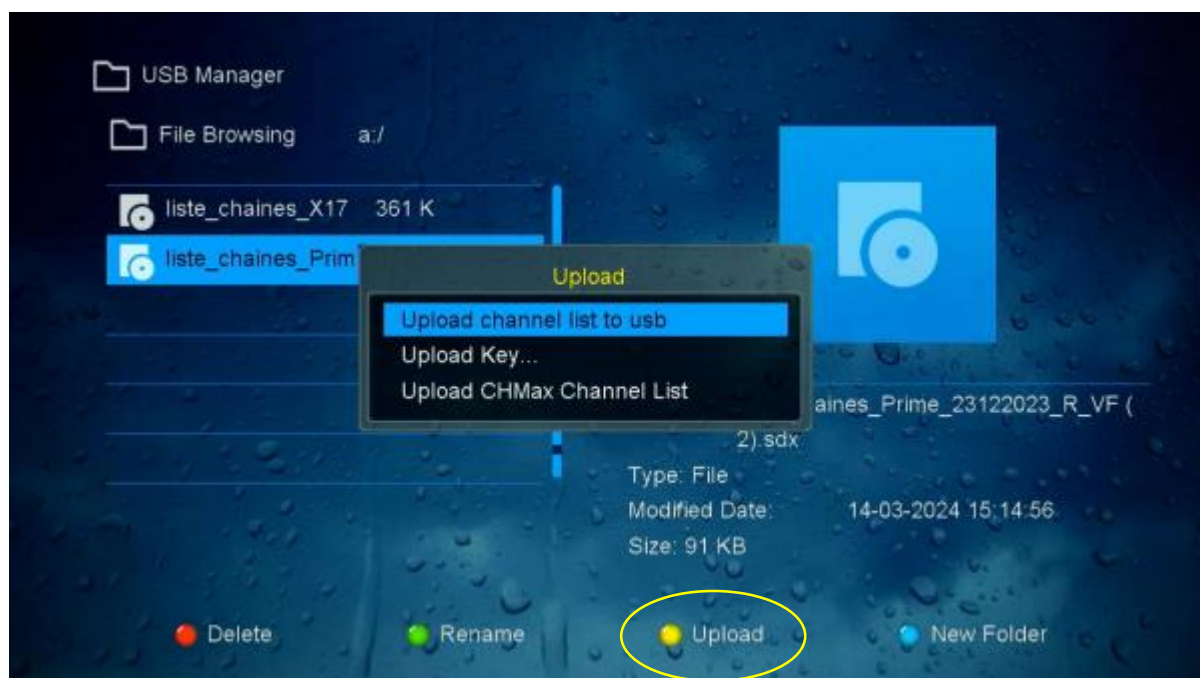 USB Manager
File Browsing a:/
liste_chaines_X17 361 K
liste_chaines_Prim
Upload
Upload channel list to usb
Upload Key...
Upload CHMax Channel List
aines_Prime_23122023_R_VF (
2).sdx
Type: File
Modified Date: 14-03-2024 15:14:56
Size: 91 KB
Delete Rename Upload New Folder